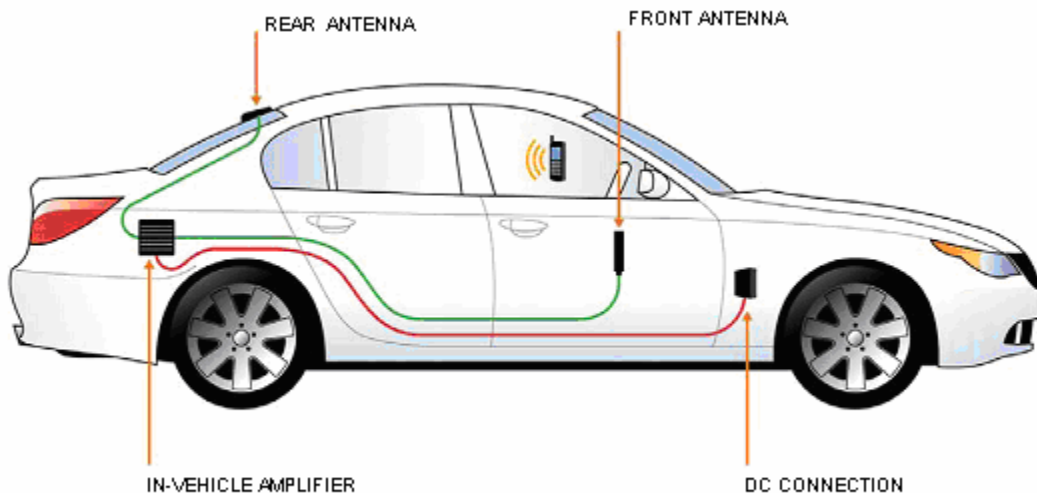 REAR ANTENNA
FRONT ANTENNA
IN-VEHICLE AMPLIFIER
DC CONNECTION